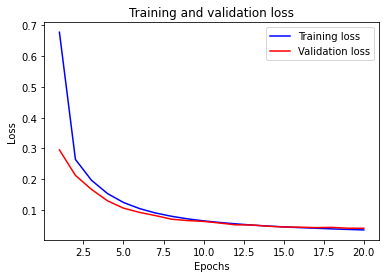 Training and validation loss
Training loss
Validation loss
Loss
0.7
0.6
0.5
0.4
0.3
0.2
0.1
2.5 5.0 7.5 10.0 12.5 15.0 17.5 20.0
Epochs